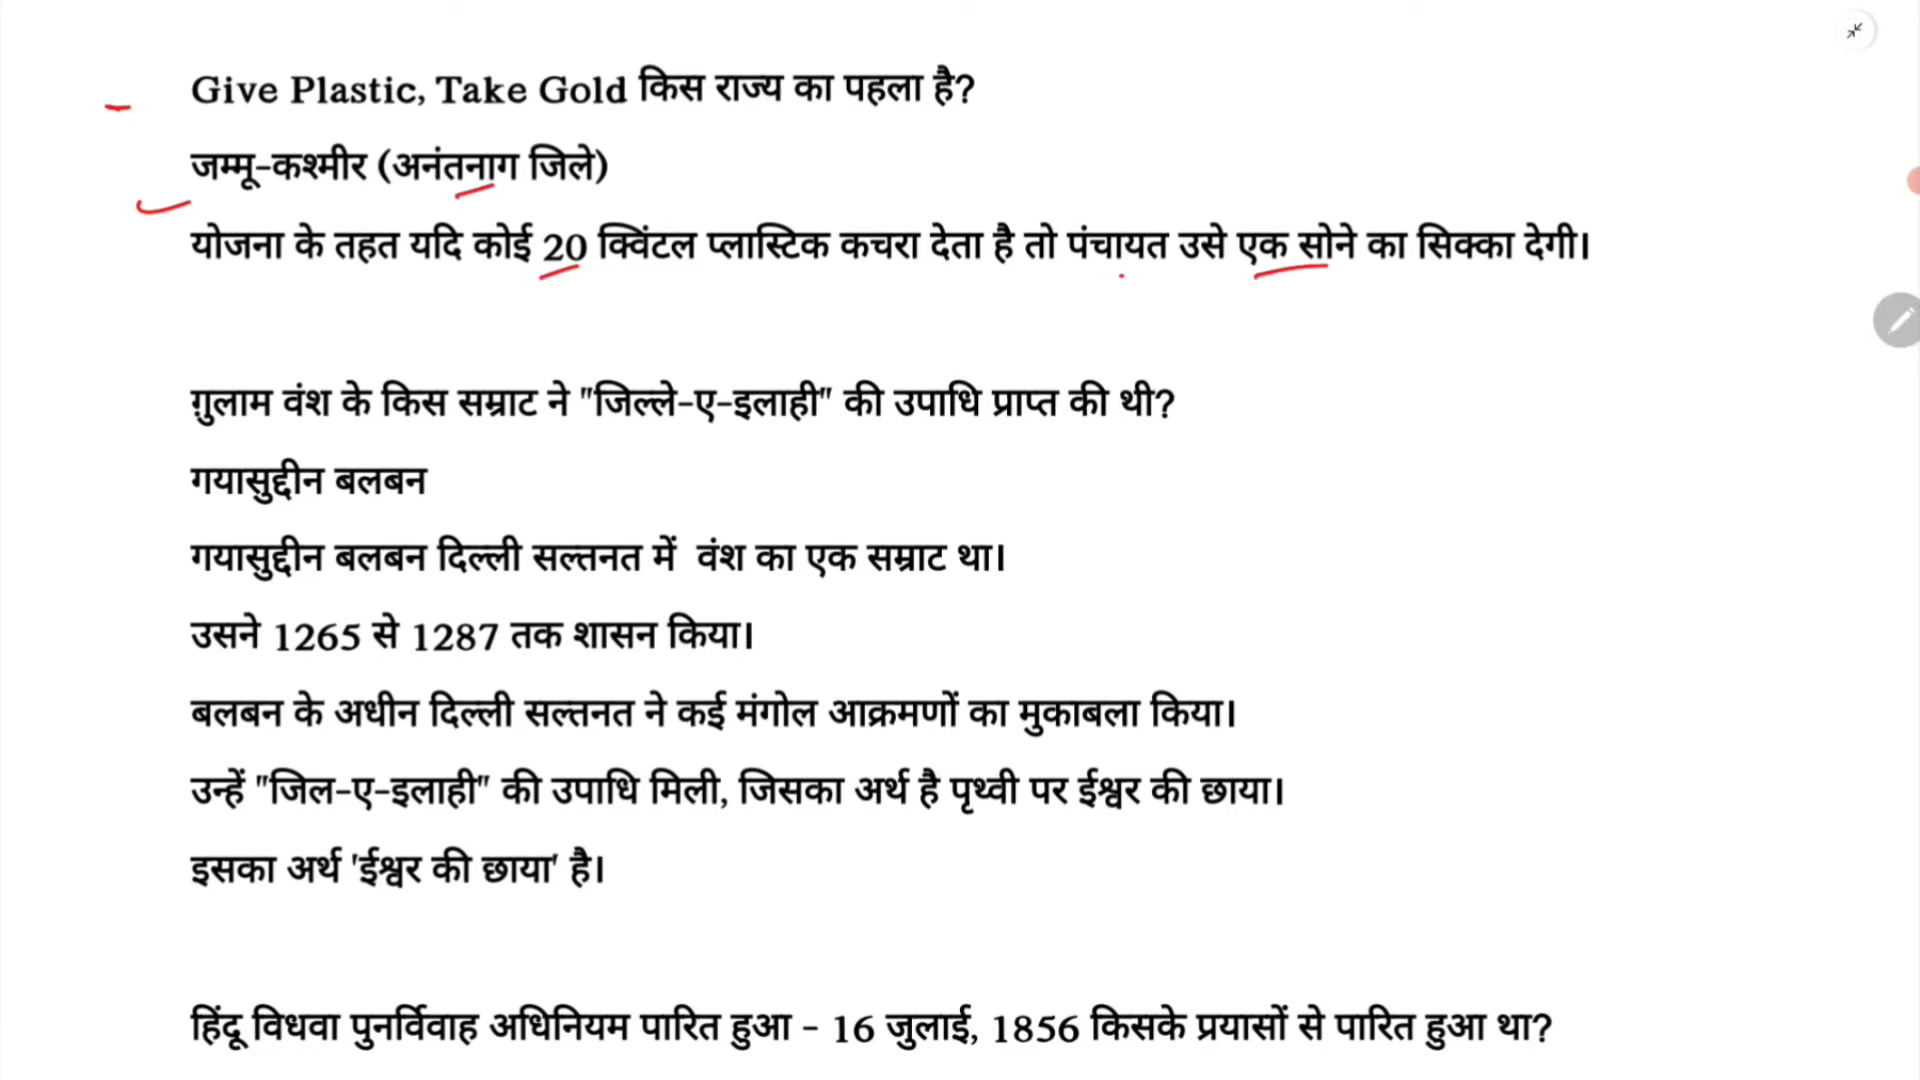 Give Plastic, Take Gold किस राज्य का पहला है?
जम्मू-कश्मीर (अनंतनाग जिले)
योजना के तहत यदि कोई 20 क्विंटल प्लास्टिक कचरा देता है तो पंचायत उसे एक सोने का सिक्का देगी।
ग़ुलाम वंश के किस सम्राट ने "जिल्ले-ए-इलाही" की उपाधि प्राप्त की थी?
गयासुद्दीन बलबन
गयासुद्दीन बलबन दिल्ली सल्तनत में वंश का एक सम्राट था।
उसने 1265 से 1287 तक शासन किया।
बलबन के अधीन दिल्ली सल्तनत ने कई मंगोल आक्रमणों का मुकाबला किया।
उन्हें "जिल-ए-इलाही" की उपाधि मिली, जिसका अर्थ है पृथ्वी पर ईश्वर की छाया।
इसका अर्थ 'ईश्वर की छाया' है।
हिंदू विधवा पुनर्विवाह अधिनियम पारित हुआ - 16 जुलाई, 1856 किसके प्रयासों से पारित हुआ था?